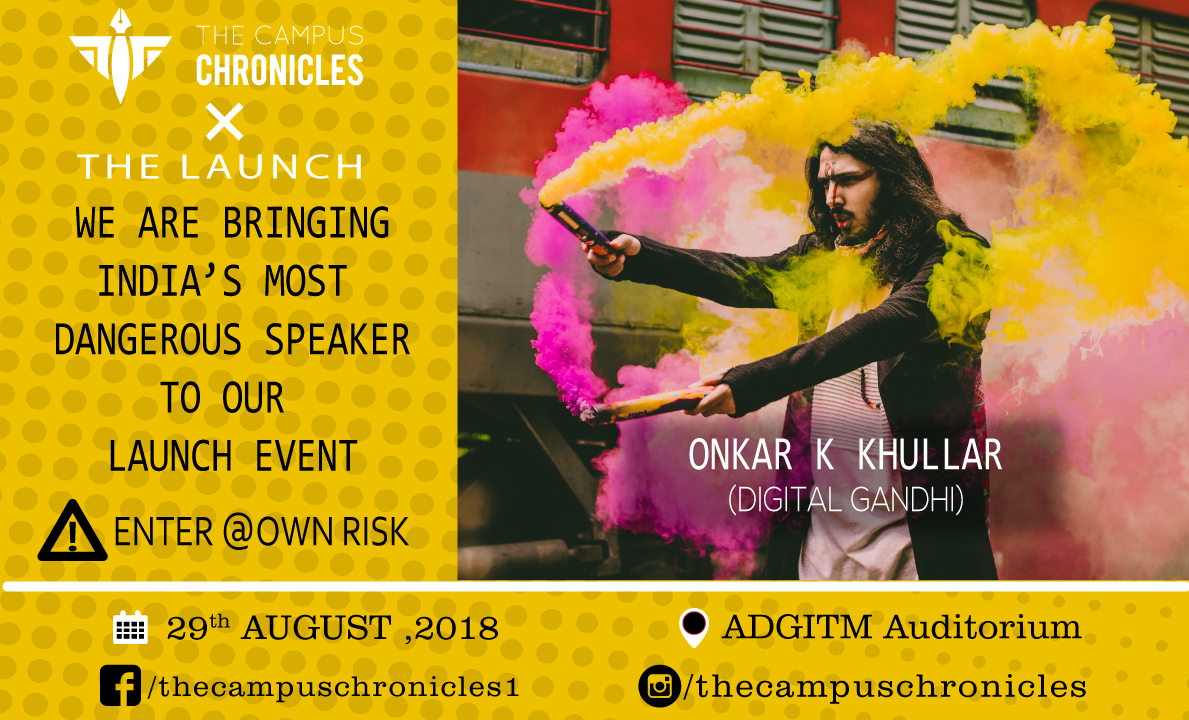 THE CAMPUS
CHRONICLES
×
THE LAUNCH
WE ARE BRINGING
INDIA'S MOST
DANGEROUS SPEAKER
TO OUR
LAUNCH EVENT
ENTER @OWN RISK
ONKAR K KHULLAR
(DIGITAL GANDHI)
29th AUGUST ,2018
ADGITM Auditorium
/thecampuschronicles1
/thecampuschronicles